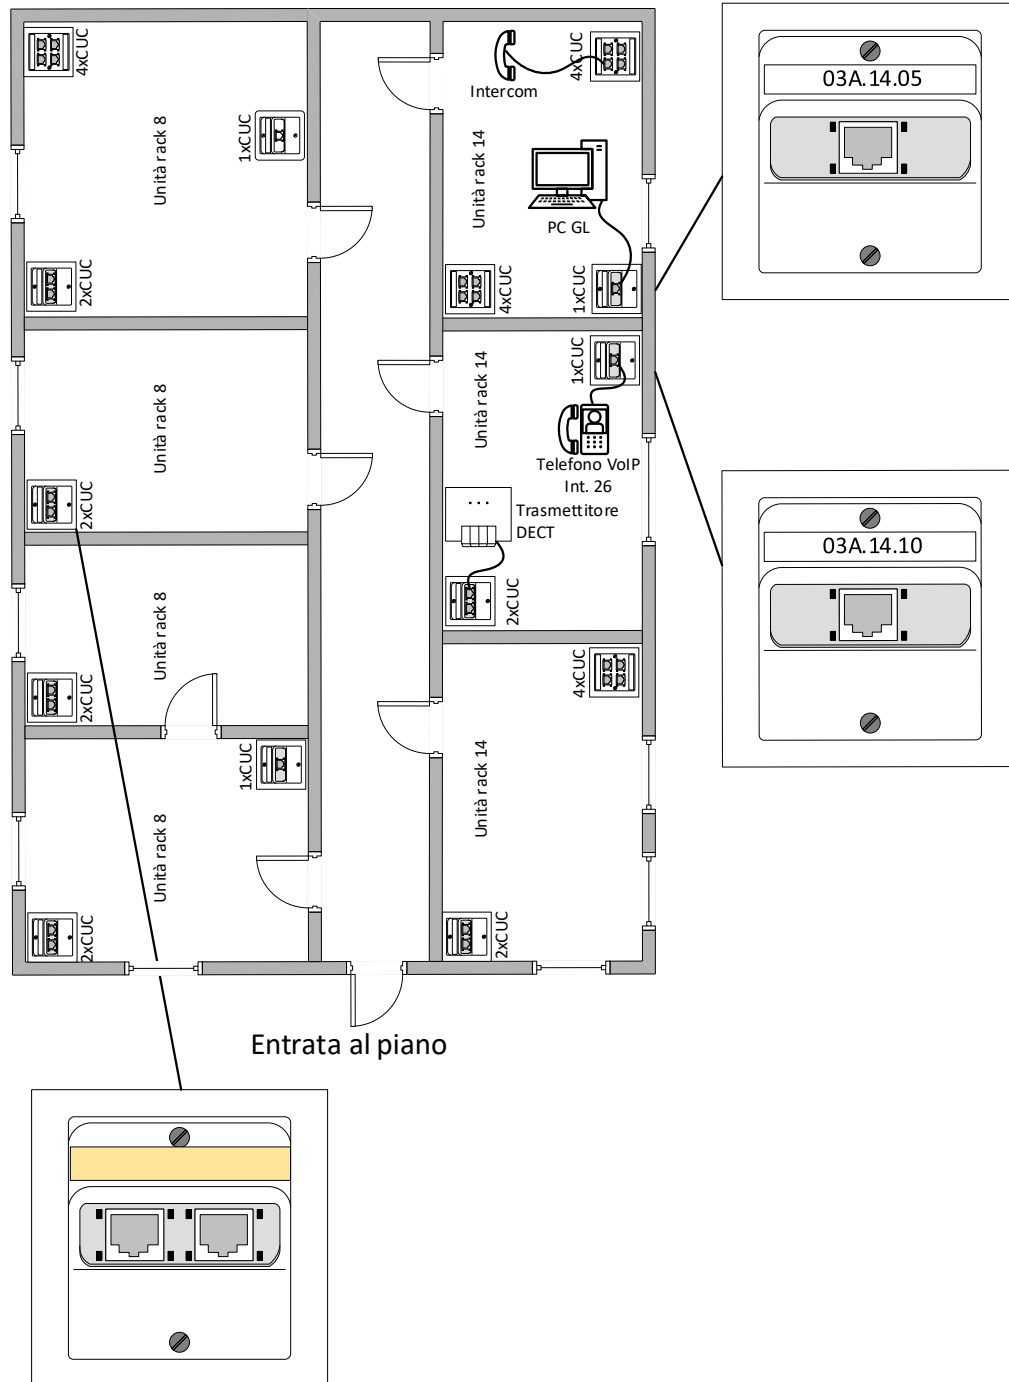 4xCUC
Unità rack 8
1xCUC
2xCUC
Unità rack 8
2xCUC
Unità rack 8
2xCUC
Unità rack 8
1xCUC
2xCUC
Intercom
4xCUC
Unità rack 14
PC GL
4xCUC
1xCUC
Unità rack 14
1xCUC
Telefono VoIP
Int. 26
Trasmettitore
DECT
2xCUC
4xCUC
Unità rack 14
2xCUC
Entrata al piano
03A.14.05
03A.14.10